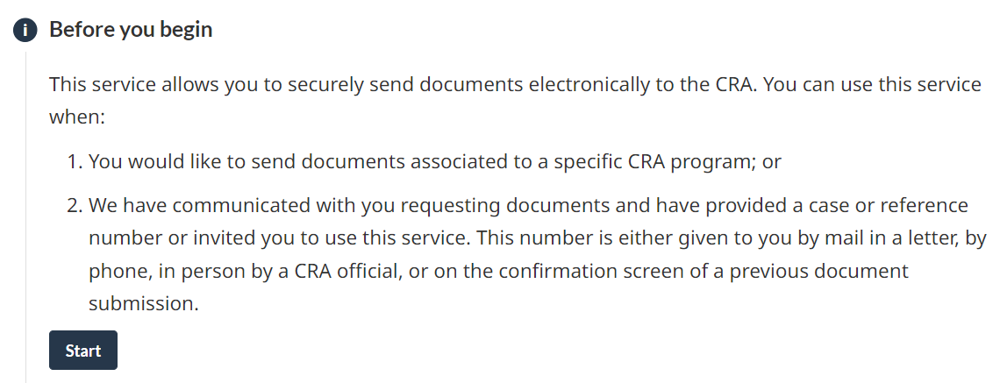 i Before you begin
This service allows you to securely send documents electronically to the CRA. You can use this service
when:
1. You would like to send documents associated to a specific CRA program; or
2. We have communicated with you requesting documents and have provided a case or reference
number or invited you to use this service. This number is either given to you by mail in a letter, by
phone, in person by a CRA official, or on the confirmation screen of a previous document
submission.
Start